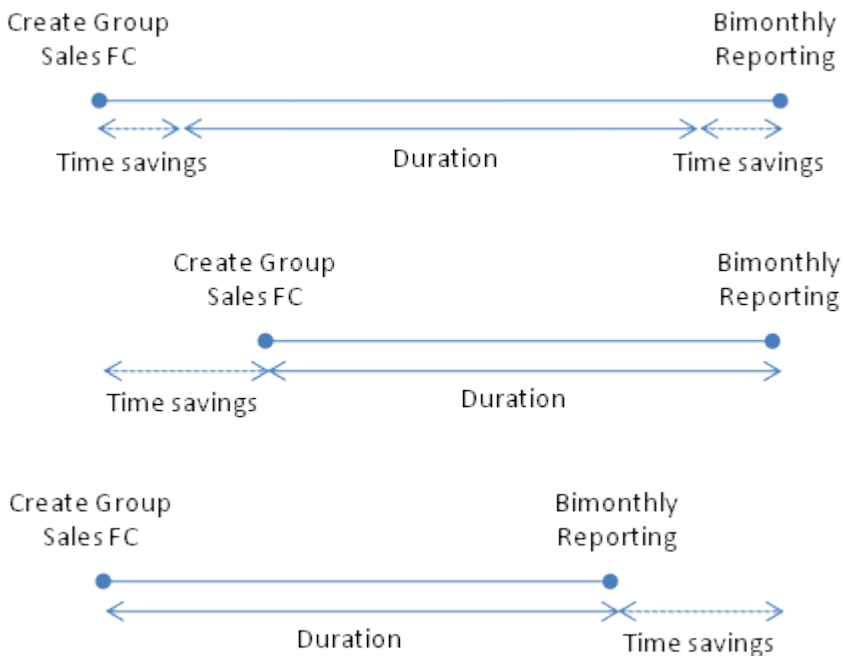 Create Group
Sales FC
Bimonthly
Reporting
Time savings
Duration
Time savings
Create Group
Sales FC
Bimonthly
Reporting
Time savings
Duration
Create Group
Sales FC
Bimonthly
Reporting
Duration
Time savings